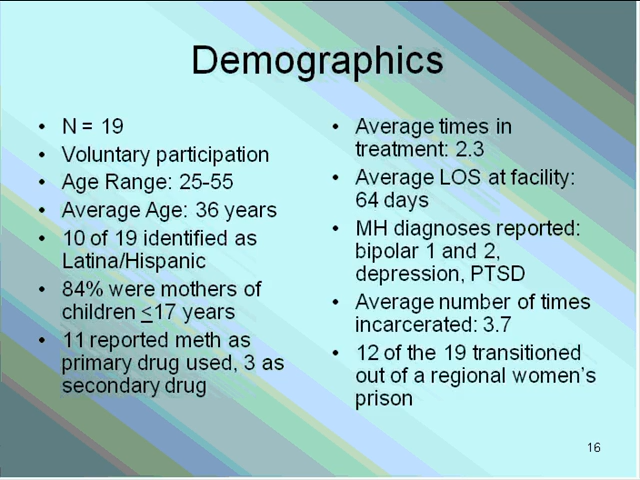 Demographics
• N = 19
• Voluntary participation
• Age Range: 25-55
• Average Age: 36 years
• 10 of 19 identified as
Latina/Hispanic
• 84% were mothers of
children <17 years
• 11 reported meth as
primary drug used, 3 as
secondary drug
• Average times in
treatment: 2.3
• Average LOS at facility:
64 days
• MH diagnoses reported:
bipolar 1 and 2,
depression, PTSD
• Average number of times
incarcerated: 3.7
• 12 of the 19 transitioned
out of a regional women's
prison
16